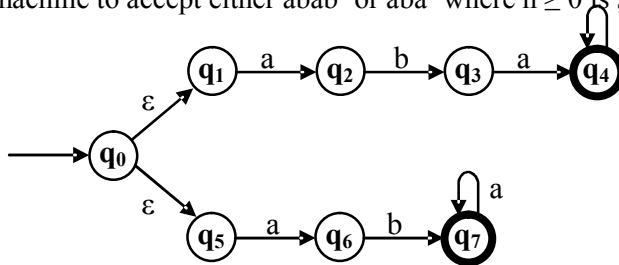 machine to accept either abab or aba where n ≥ 0 is
q₁ a q₂ b q₃ a q₄
ε
q₀
ε
a
q₅ a q₆ b q₇